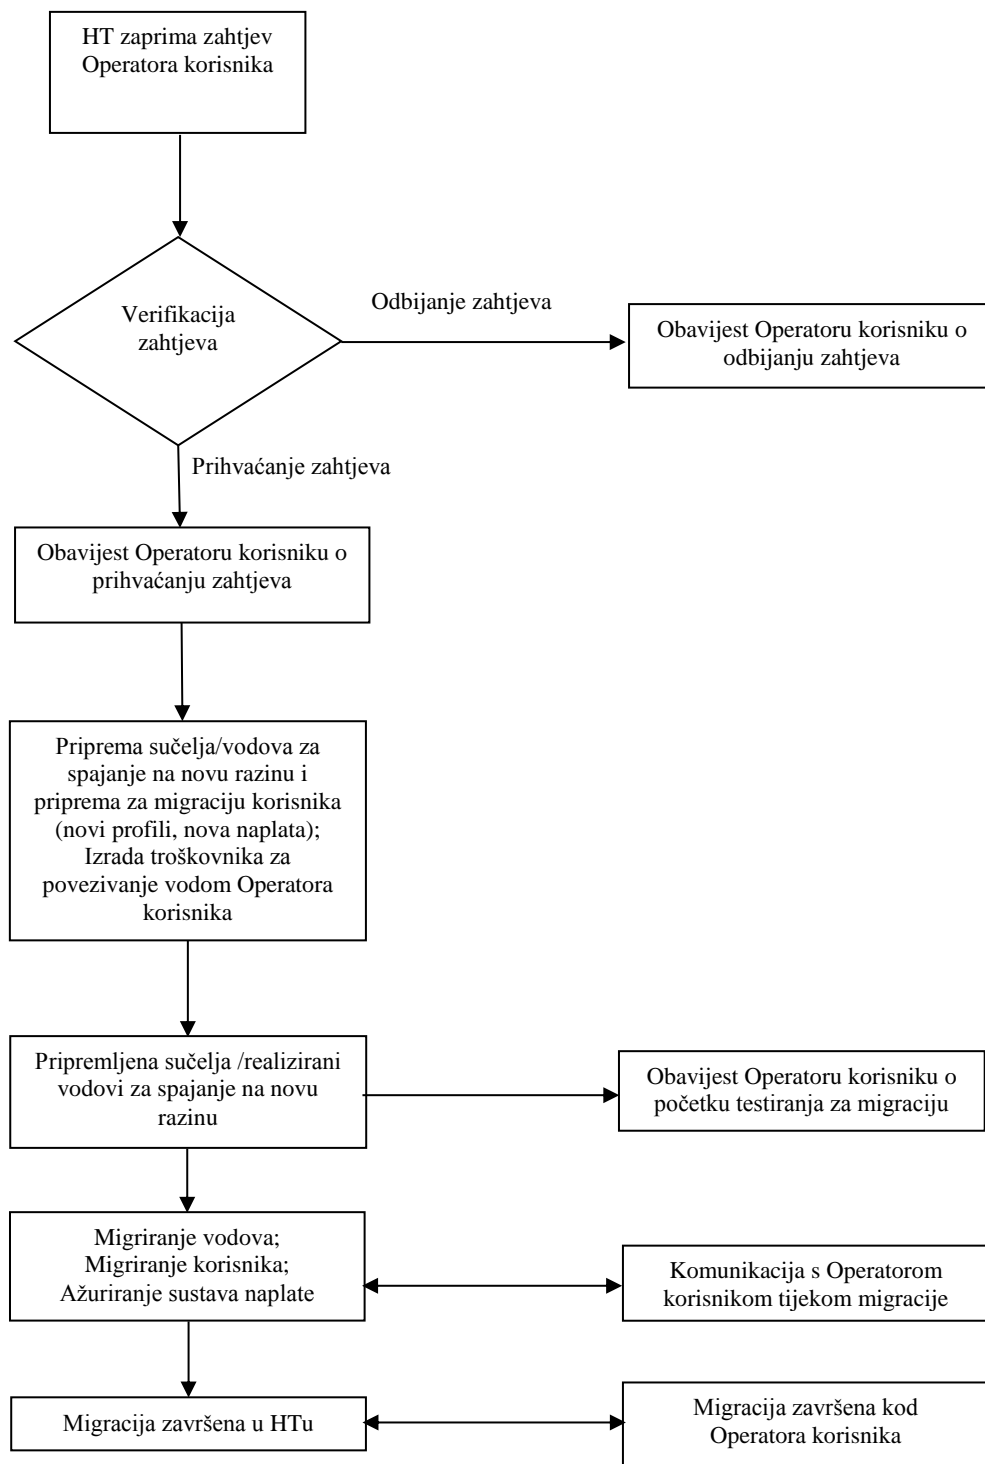 HT zaprima zahtjev
Operatora korisnika
Verifikacija
zahtjeva
Odbijanje zahtjeva
Obavijest Operatoru korisniku o
odbijanju zahtjeva
Prihvaćanje zahtjeva
Obavijest Operatoru korisniku o
prihvaćanju zahtjeva
Priprema sučelja/vodova za
spajanje na novu razinu i
priprema za migraciju korisnika
(novi profili, nova naplata);
Izrada troškovnika za
povezivanje vodom Operatora
korisnika
Pripremljena sučelja /realizirani
vodovi za spajanje na novu
razinu
Obavijest Operatoru korisniku o
početku testiranja za migraciju
Migriranje vodova;
Migriranje korisnika;
Ažuriranje sustava naplate
Komunikacija s Operatorom
korisnikom tijekom migracije
Migracija završena u HTu
Migracija završena kod
Operatora korisnika